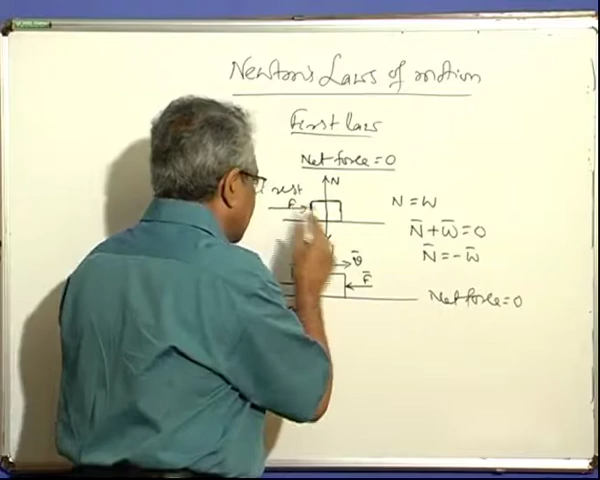 Newton's Laws of motion
First law
Net force = 0
rest
N
F
N = W
N̄ + W̄ = 0
N̄ = -W̄
v̄
F̄
Net force = 0